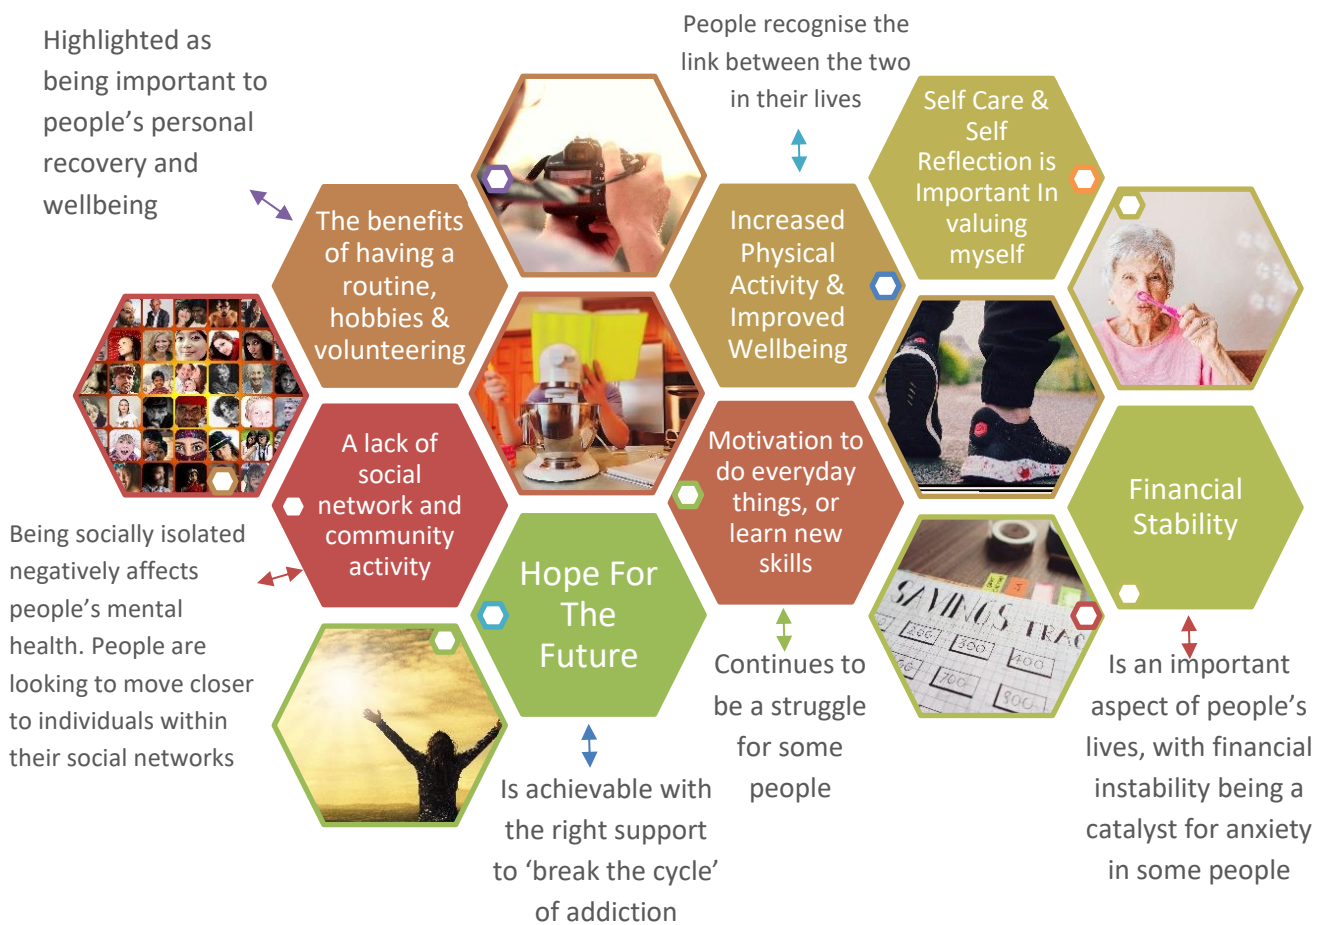 Highlighted as
being important to
people’s personal
recovery and
wellbeing
The benefits
of having a
routine,
hobbies &
volunteering
People recognise the
link between the two
in their lives
Increased
Physical
Activity &
Improved
Wellbeing
Self Care &
Self
Reflection is
Important In
valuing
myself
A lack of
social
network and
community
activity
Being socially isolated
negatively affects
people’s mental
health. People are
looking to move closer
to individuals within
their social networks
Hope For
The
Future
Is achievable with
the right support
to ‘break the cycle’
of addiction
Motivation to
do everyday
things, or
learn new
skills
Continues to
be a struggle
for some
people
SAVINGS TRAC
200 300 400
700 800
Financial
Stability
Is an important
aspect of people’s
lives, with financial
instability being a
catalyst for anxiety
in some people